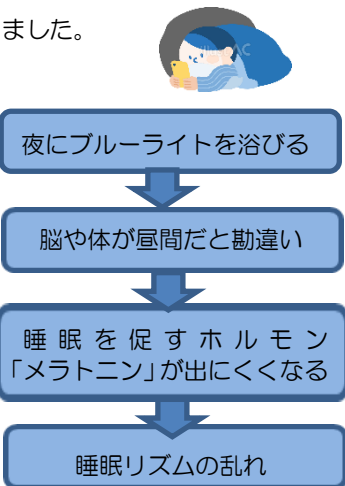 ました。
夜にブルーライトを浴びる
脳や体が昼間だと勘違い
睡眠を促すホルモン
「メラトニン」が出にくくなる
睡眠リズムの乱れ